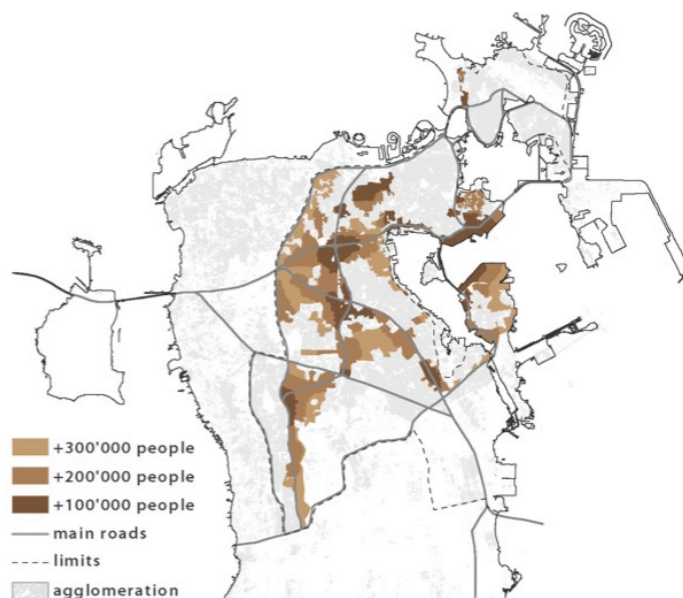 +300'000 people
+200'000 people
+100'000 people
main roads
limits
agglomeration